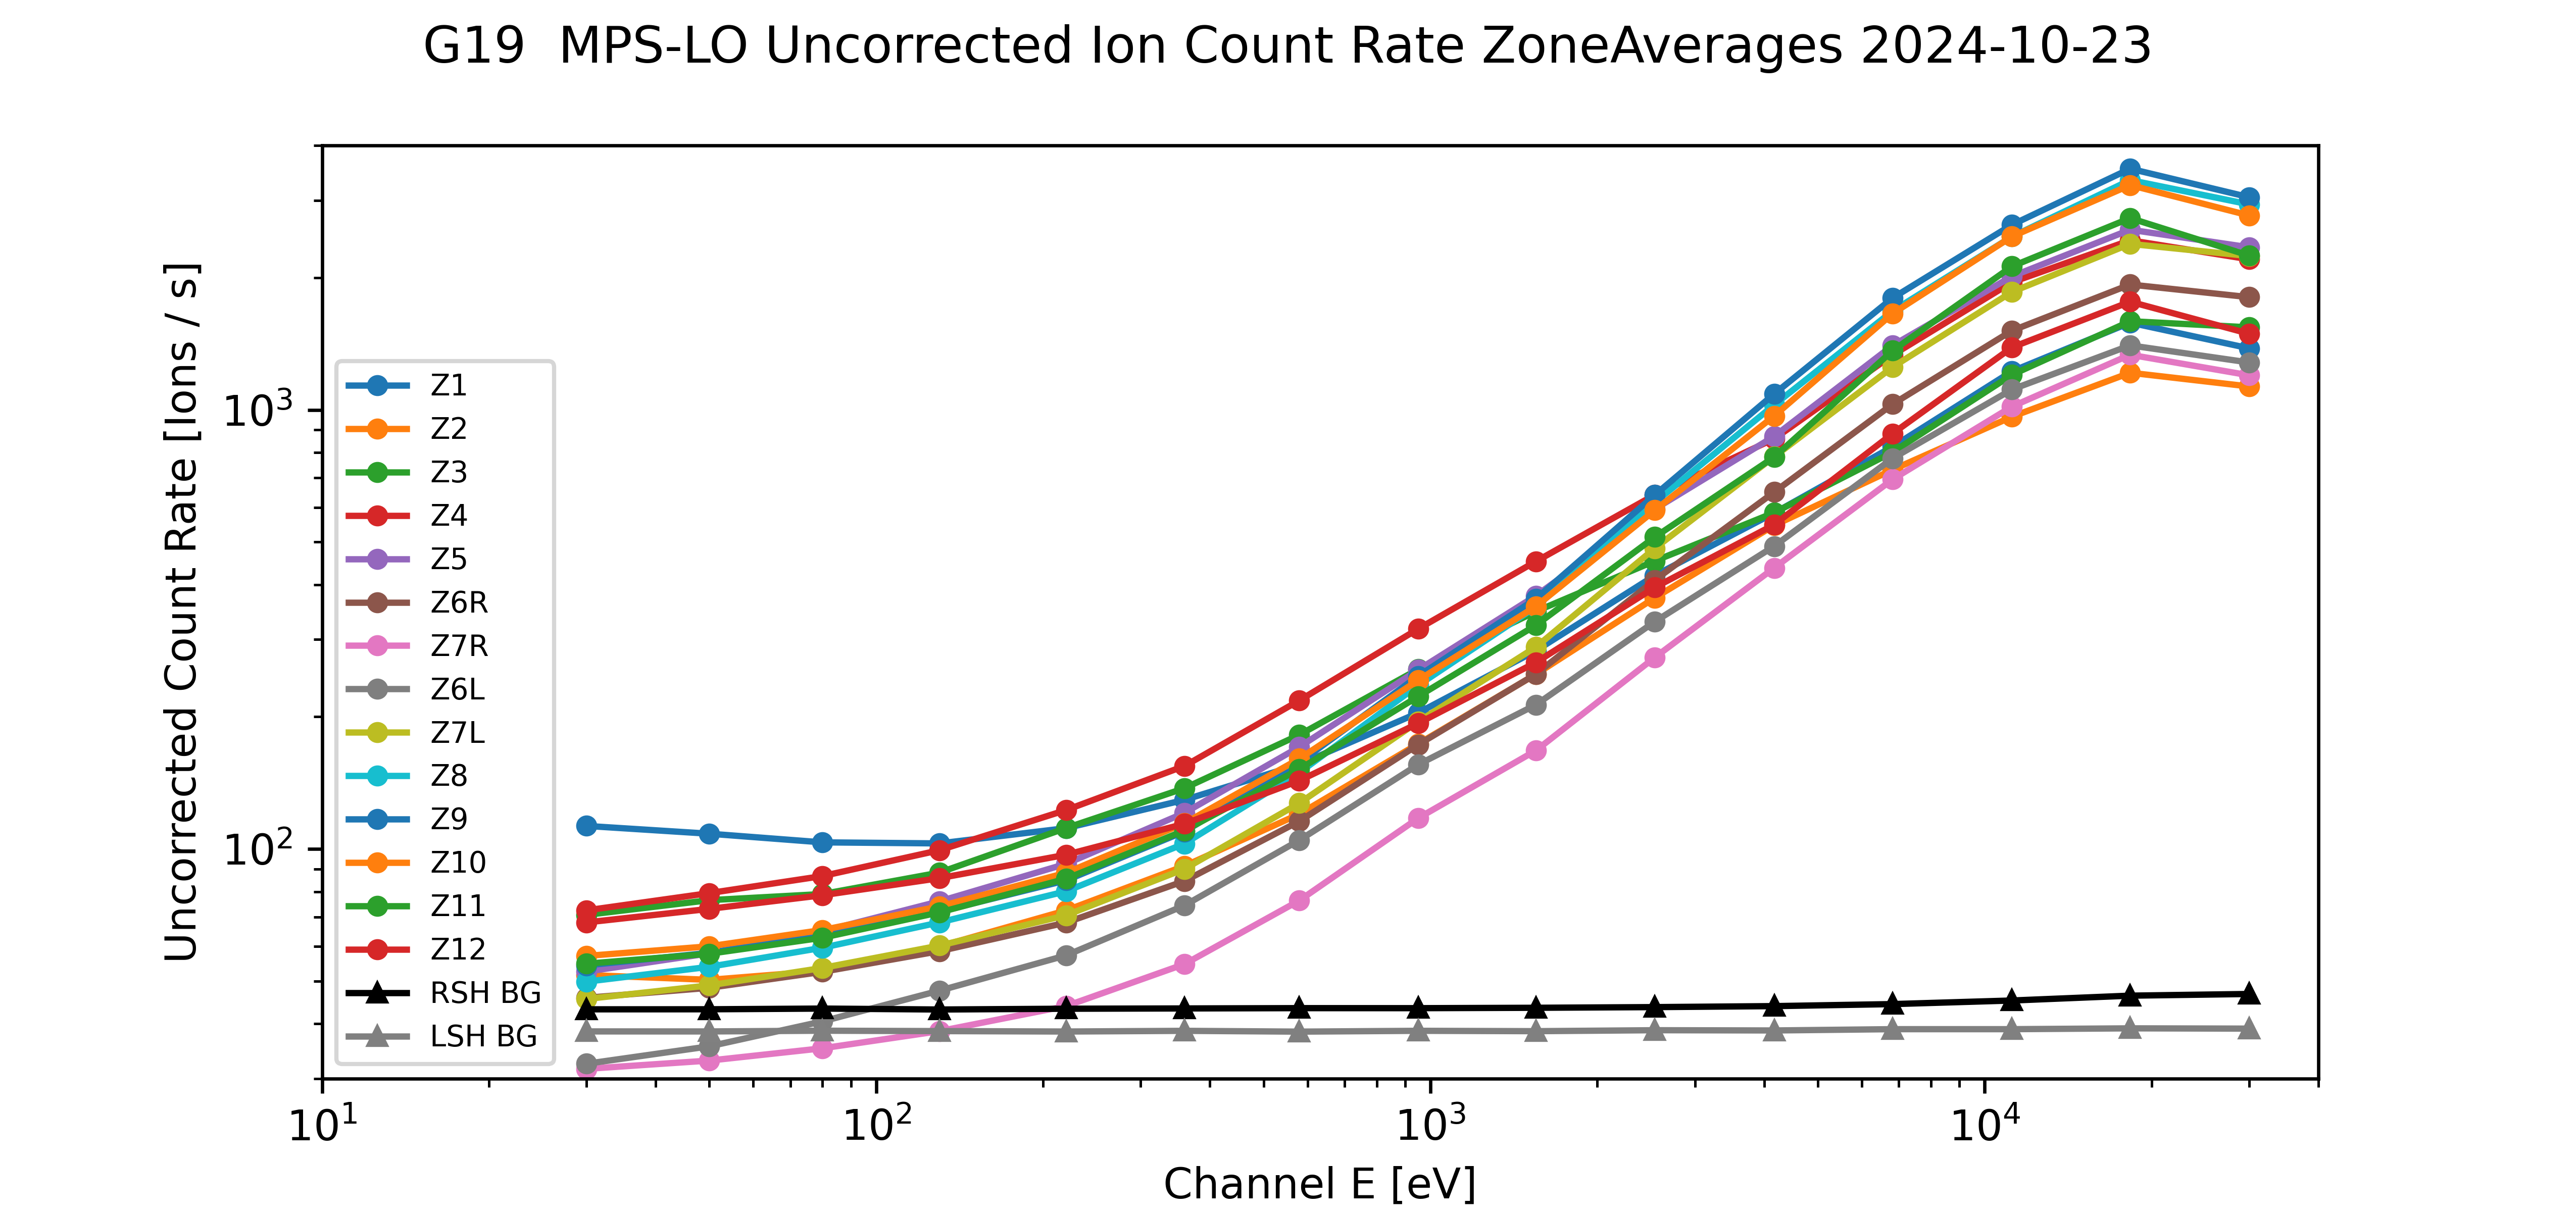 G19  MPS-LO Uncorrected Ion Count Rate ZoneAverages 2024-10-23
Uncorrected Count Rate [Ions / s]
10³
10²
Z1
Z2
Z3
Z4
Z5
Z6R
Z7R
Z6L
Z7L
Z8
Z9
Z10
Z11
Z12
RSH BG
LSH BG
10¹ 10² 10³ 10⁴
Channel E [eV]